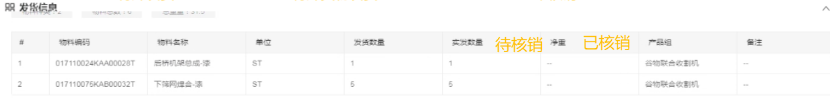 发货信息
# 物料编码 物料名称 单位 发货数量 实发数量 待核销 净重 已核销 产品组 备注
1 017110024KAA00028T 后桥机架总成-漆 ST 1 1 -- 谷物联合收割机 --
2 017110075KAB00032T 下筛网焊合-漆 ST 5 5 -- 谷物联合收割机 --